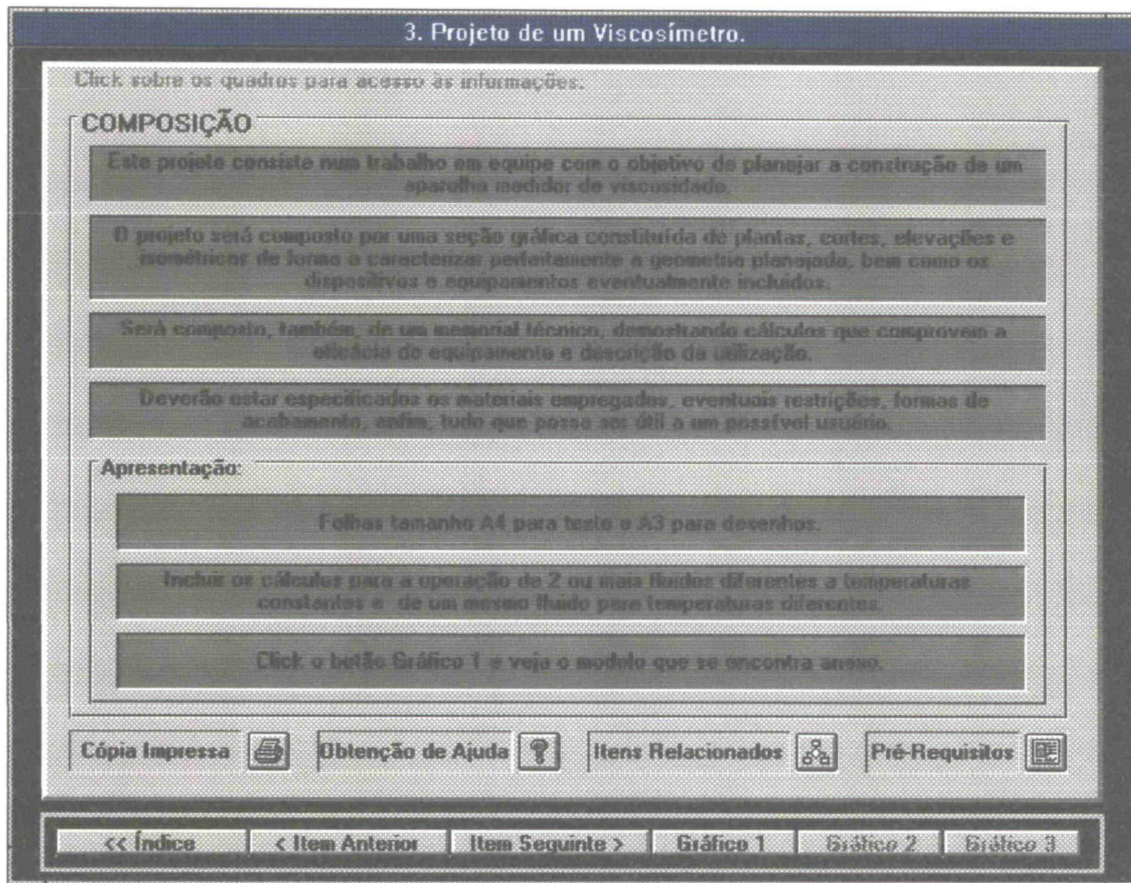 3. Projeto de um Viscosímetro.
Click sobre os quadros para acesso às informações:
COMPOSIÇÃO
Este projeto consiste num trabalho em equipe com o objetivo de planejar a construção de um
aparelho medidor de viscosidade.
O projeto será composto por uma seção gráfica constituída de plantas, cortes, elevações e
isométricas de forma a caracterizar perfeitamente a geometria planejada, bem como os
dispositivos e equipamentos eventualmente incluídos.
Será composto, também, de um memorial técnico, demostrando cálculos que comprovem a
eficácia do equipamento e descrição da utilização.
Deverão estar especificados os materiais empregados, eventuais restrições, formas de
acabamento, enfim, tudo que possa ser útil a um possível usuário.
Apresentação:
Folhas tamanho A4 para texto e A3 para desenhos.
Incluir os cálculos para a operação de 2 ou mais fluidos diferentes a temperaturas
constantes e de um mesmo fluido para temperaturas diferentes.
Click o botão Gráfico 1 e veja o modelo que se encontra anexo.
Cópia Impressa Obtenção de Ajuda ? Itens Relacionados Pré-Requisitos
<< Índice < Item Anterior Item Seguinte > Gráfico 1 Gráfico 2 Gráfico 3